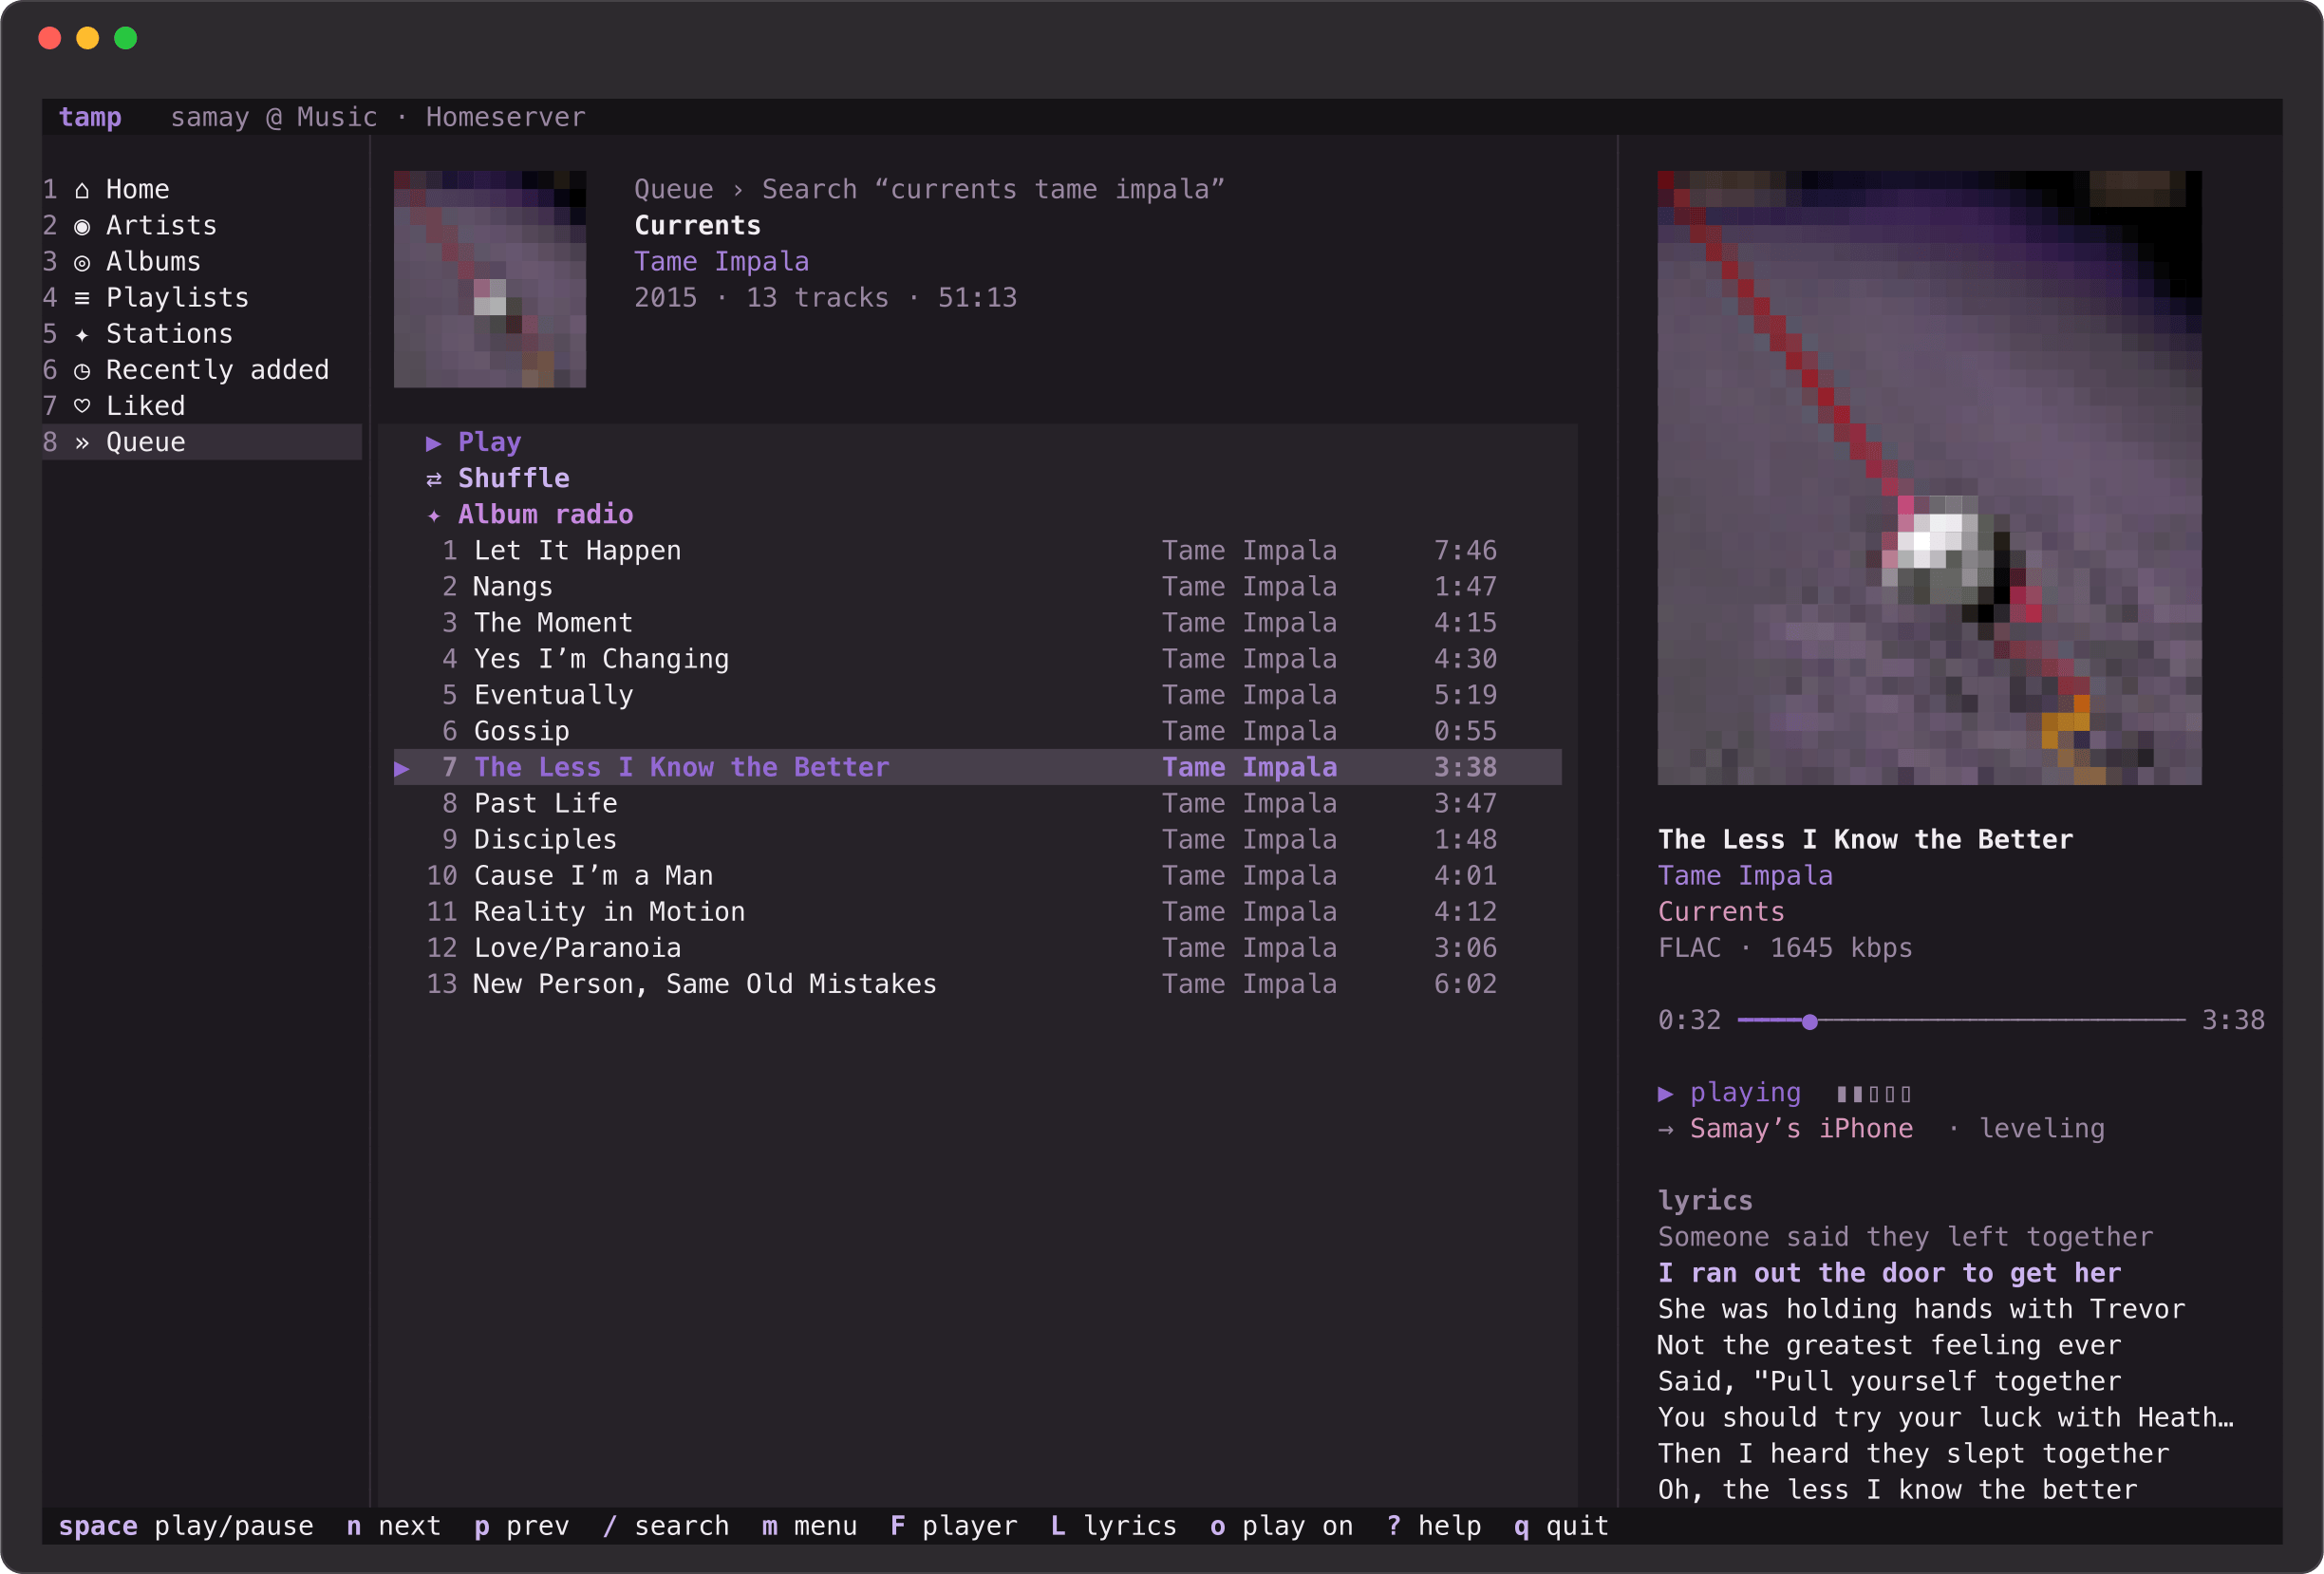 tamp samay @ Music · Homeserver
1 ⌂ Home
2 ◉ Artists
3 ◎ Albums
4 ≡ Playlists
5 ✦ Stations
6 ◷ Recently added
7 ♡ Liked
8 » Queue
Queue › Search “currents tame impala”
Currents
Tame Impala
2015 · 13 tracks · 51:13
▶ Play
⇄ Shuffle
✦ Album radio
1 Let It Happen Tame Impala 7:46
2 Nangs Tame Impala 1:47
3 The Moment Tame Impala 4:15
4 Yes I’m Changing Tame Impala 4:30
5 Eventually Tame Impala 5:19
6 Gossip Tame Impala 0:55
▶ 7 The Less I Know the Better Tame Impala 3:38
8 Past Life Tame Impala 3:47
9 Disciples Tame Impala 1:48
10 Cause I’m a Man Tame Impala 4:01
11 Reality in Motion Tame Impala 4:12
12 Love/Paranoia Tame Impala 3:06
13 New Person, Same Old Mistakes Tame Impala 6:02
The Less I Know the Better
Tame Impala
Currents
FLAC · 1645 kbps
0:32 3:38
▶ playing ▮▮▯▯▯
→ Samay’s iPhone · leveling
lyrics
Someone said they left together
I ran out the door to get her
She was holding hands with Trevor
Not the greatest feeling ever
Said, "Pull yourself together
You should try your luck with Heath…
Then I heard they slept together
Oh, the less I know the better
space play/pause n next p prev / search m menu F player L lyrics o play on ? help q quit